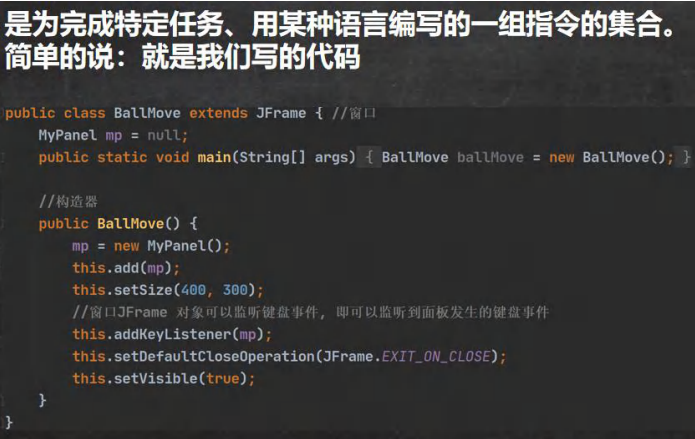 是为完成特定任务、用某种语言编写的一组指令的集合。
简单的说：就是我们写的代码
public class BallMove extends JFrame { //窗口
    MyPanel mp = null;
    public static void main(String[] args) { BallMove ballMove = new BallMove(); }
    //构造器
    public BallMove() {
        mp = new MyPanel();
        this.add(mp);
        this.setSize(400, 300);
        //窗口JFrame 对象可以监听键盘事件, 即可以监听到面板发生的键盘事件
        this.addKeyListener(mp);
        this.setDefaultCloseOperation(JFrame.EXIT_ON_CLOSE);
        this.setVisible(true);
    }
}